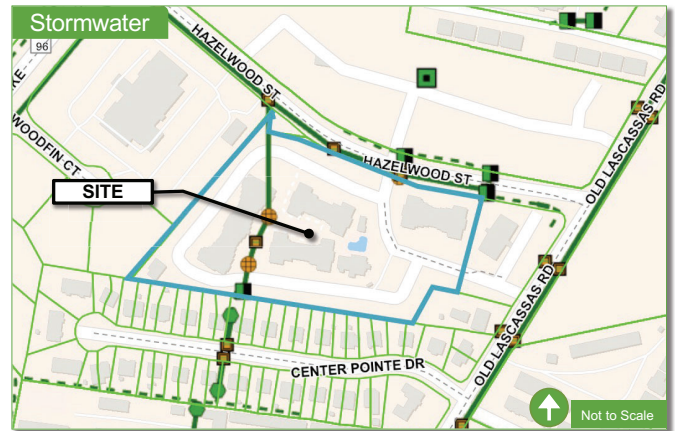 Stormwater
96
HAZELWOOD ST
OLD LASCASSAS RD
KE
WOODFIN CT
HAZELWOOD ST
SITE
OLD LASCASSAS RD
CENTER POINTE DR
Not to Scale